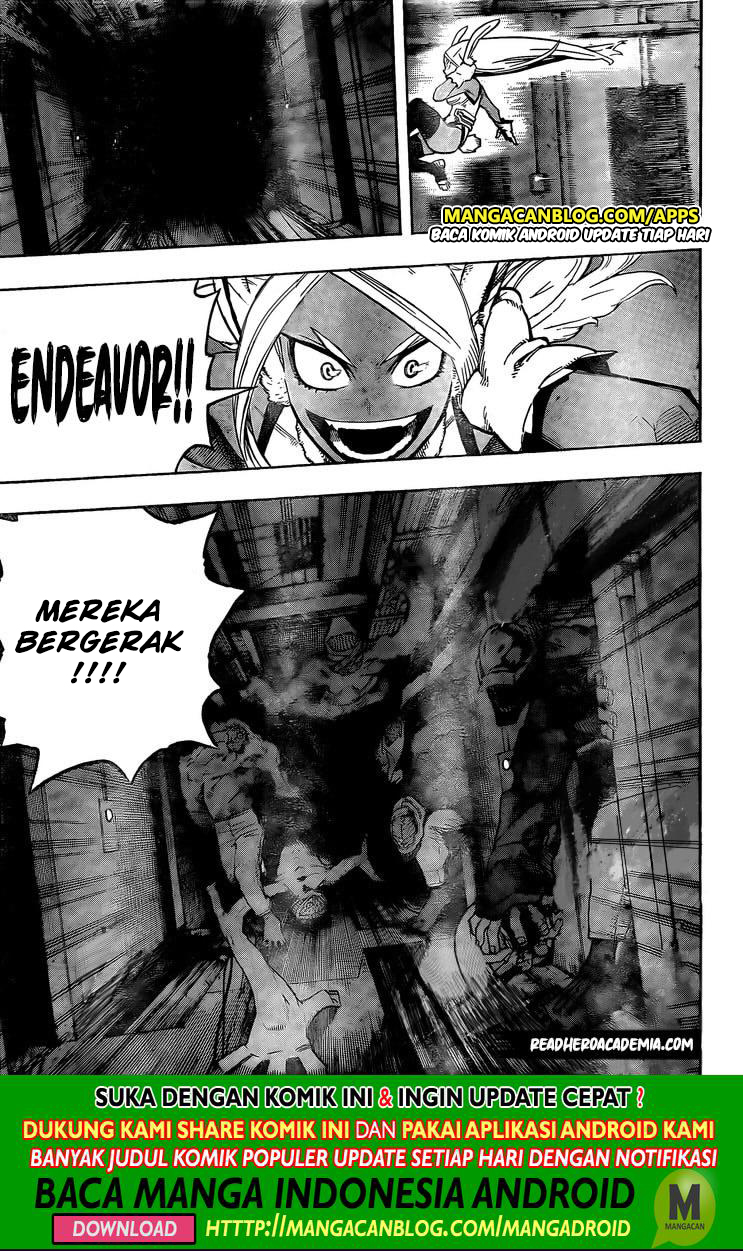 MANGACANBLOG.COM/APPS
BACA KOMIK ANDROID UPDATE TIAP HARI
ENDEAVOR!!
MEREKA
BERGERAK
!!!!
READHEROACADEMIA.COM
SUKA DENGAN KOMIK INI & INGIN UPDATE CEPAT ?
DUKUNG KAMI SHARE KOMIK INI DAN PAKAI APLIKASI ANDROID KAMI
BANYAK JUDUL KOMIK POPULER UPDATE SETIAP HARI DENGAN NOTIFIKASI
BACA MANGA INDONESIA ANDROID
DOWNLOAD HTTTP://MANGACANBLOG.COM/MANGADROID
M
MANGACAN